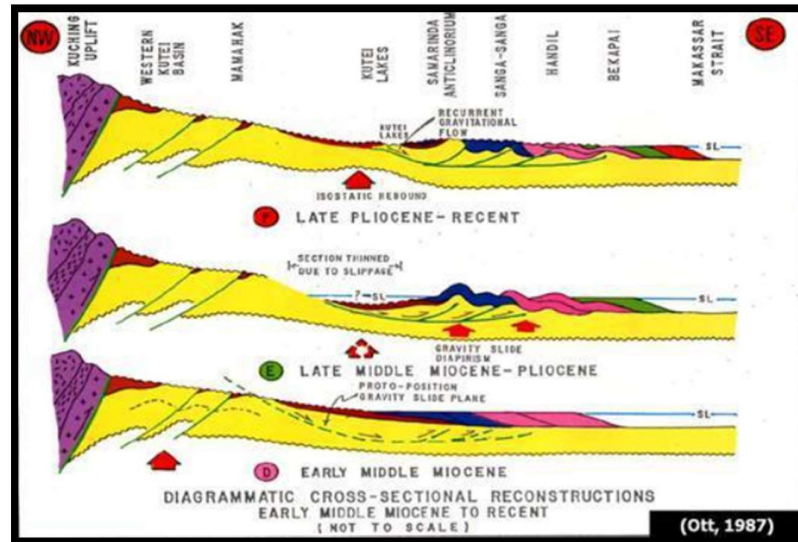 NW
KUCHING
UPLIFT
WESTERN
KUTEI
BASIN
MAMAHAK
KUTEI
LAKES
SAMARINDA
ANTICLINORIUM
SANGA-SANGA
HANDIL
BEKAPAI
MAKASSAR
STRAIT
SE
KUTEI
LAKES
RECURRENT
GRAVITATIONAL
FLOW
SL
ISOSTATIC REBOUND
F LATE PLIOCENE-RECENT
SECTION THINNED
DUE TO SLIPPAGE
?-SL
SL
GRAVITY SLIDE
DIAPIRISM
E LATE MIDDLE MIOCENE-PLIOCENE
PROTO-POSITION
GRAVITY SLIDE PLANE
SL
D EARLY MIDDLE MIOCENE
DIAGRAMMATIC CROSS-SECTIONAL RECONSTRUCTIONS
EARLY MIDDLE MIOCENE TO RECENT
(NOT TO SCALE)
(Ott, 1987)